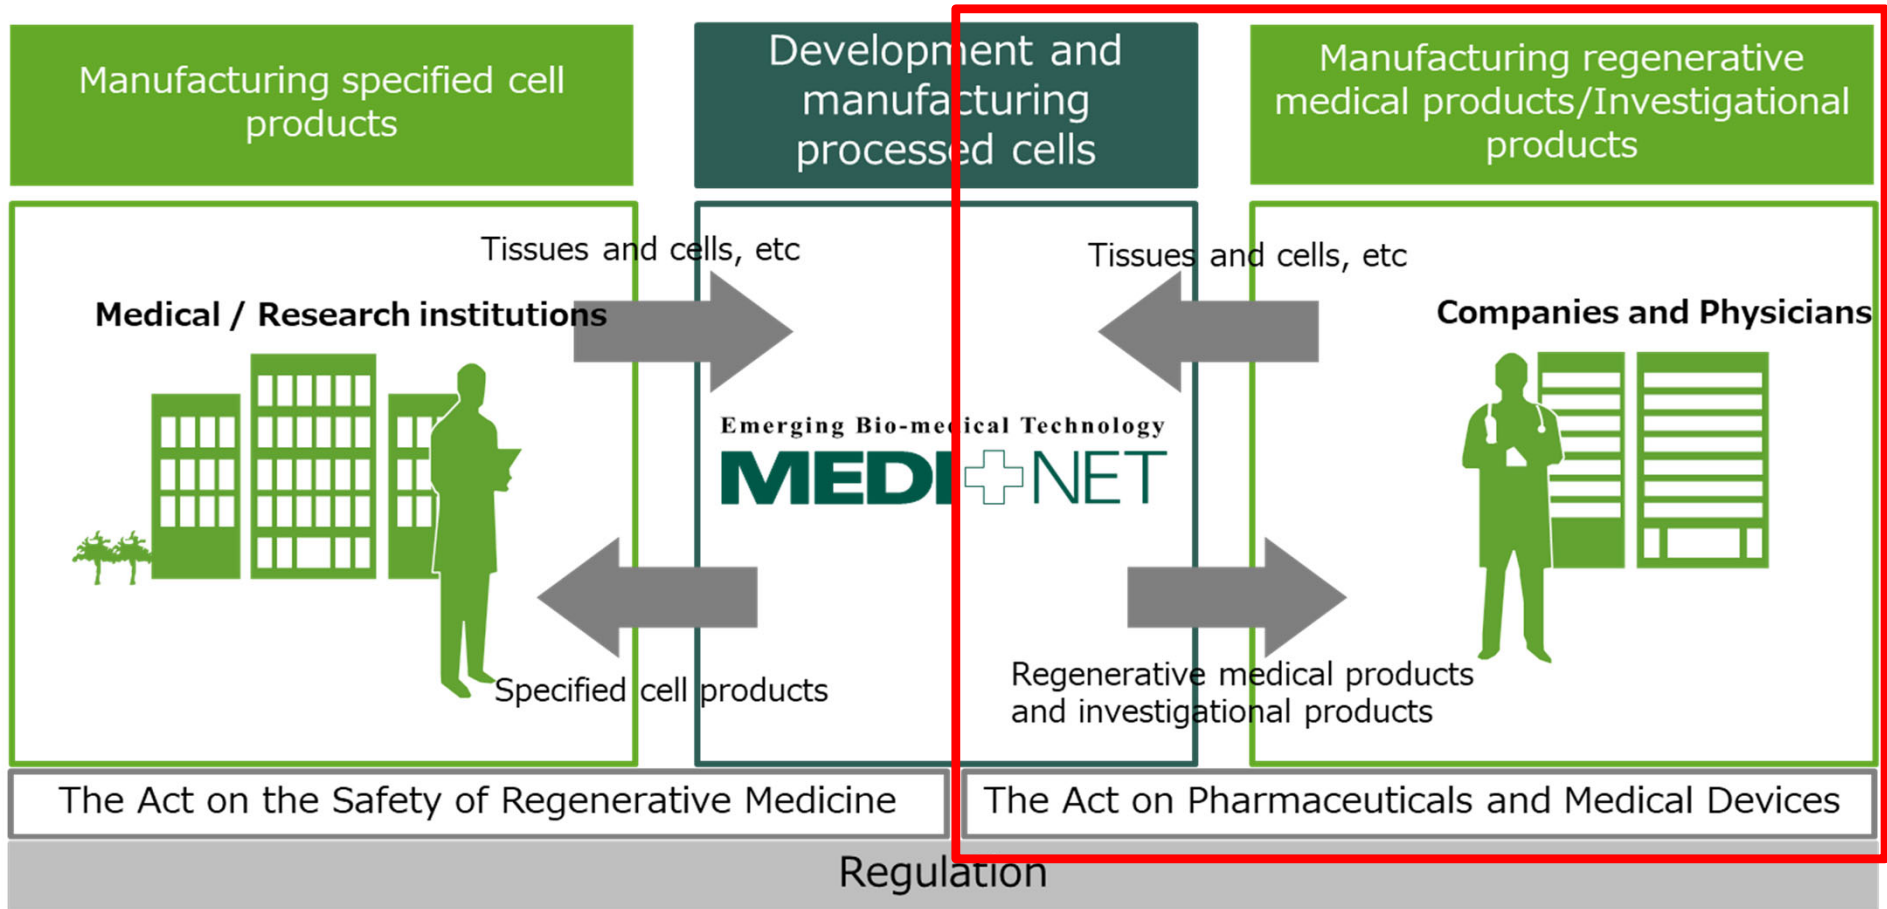 Manufacturing specified cell
products
Development and
manufacturing
processed cells
Manufacturing regenerative
medical products/Investigational
products
Tissues and cells, etc
Medical / Research institutions
Specified cell products
Emerging Bio-medical Technology
MEDI NET
Tissues and cells, etc
Companies and Physicians
Regenerative medical products
and investigational products
The Act on the Safety of Regenerative Medicine
The Act on Pharmaceuticals and Medical Devices
Regulation